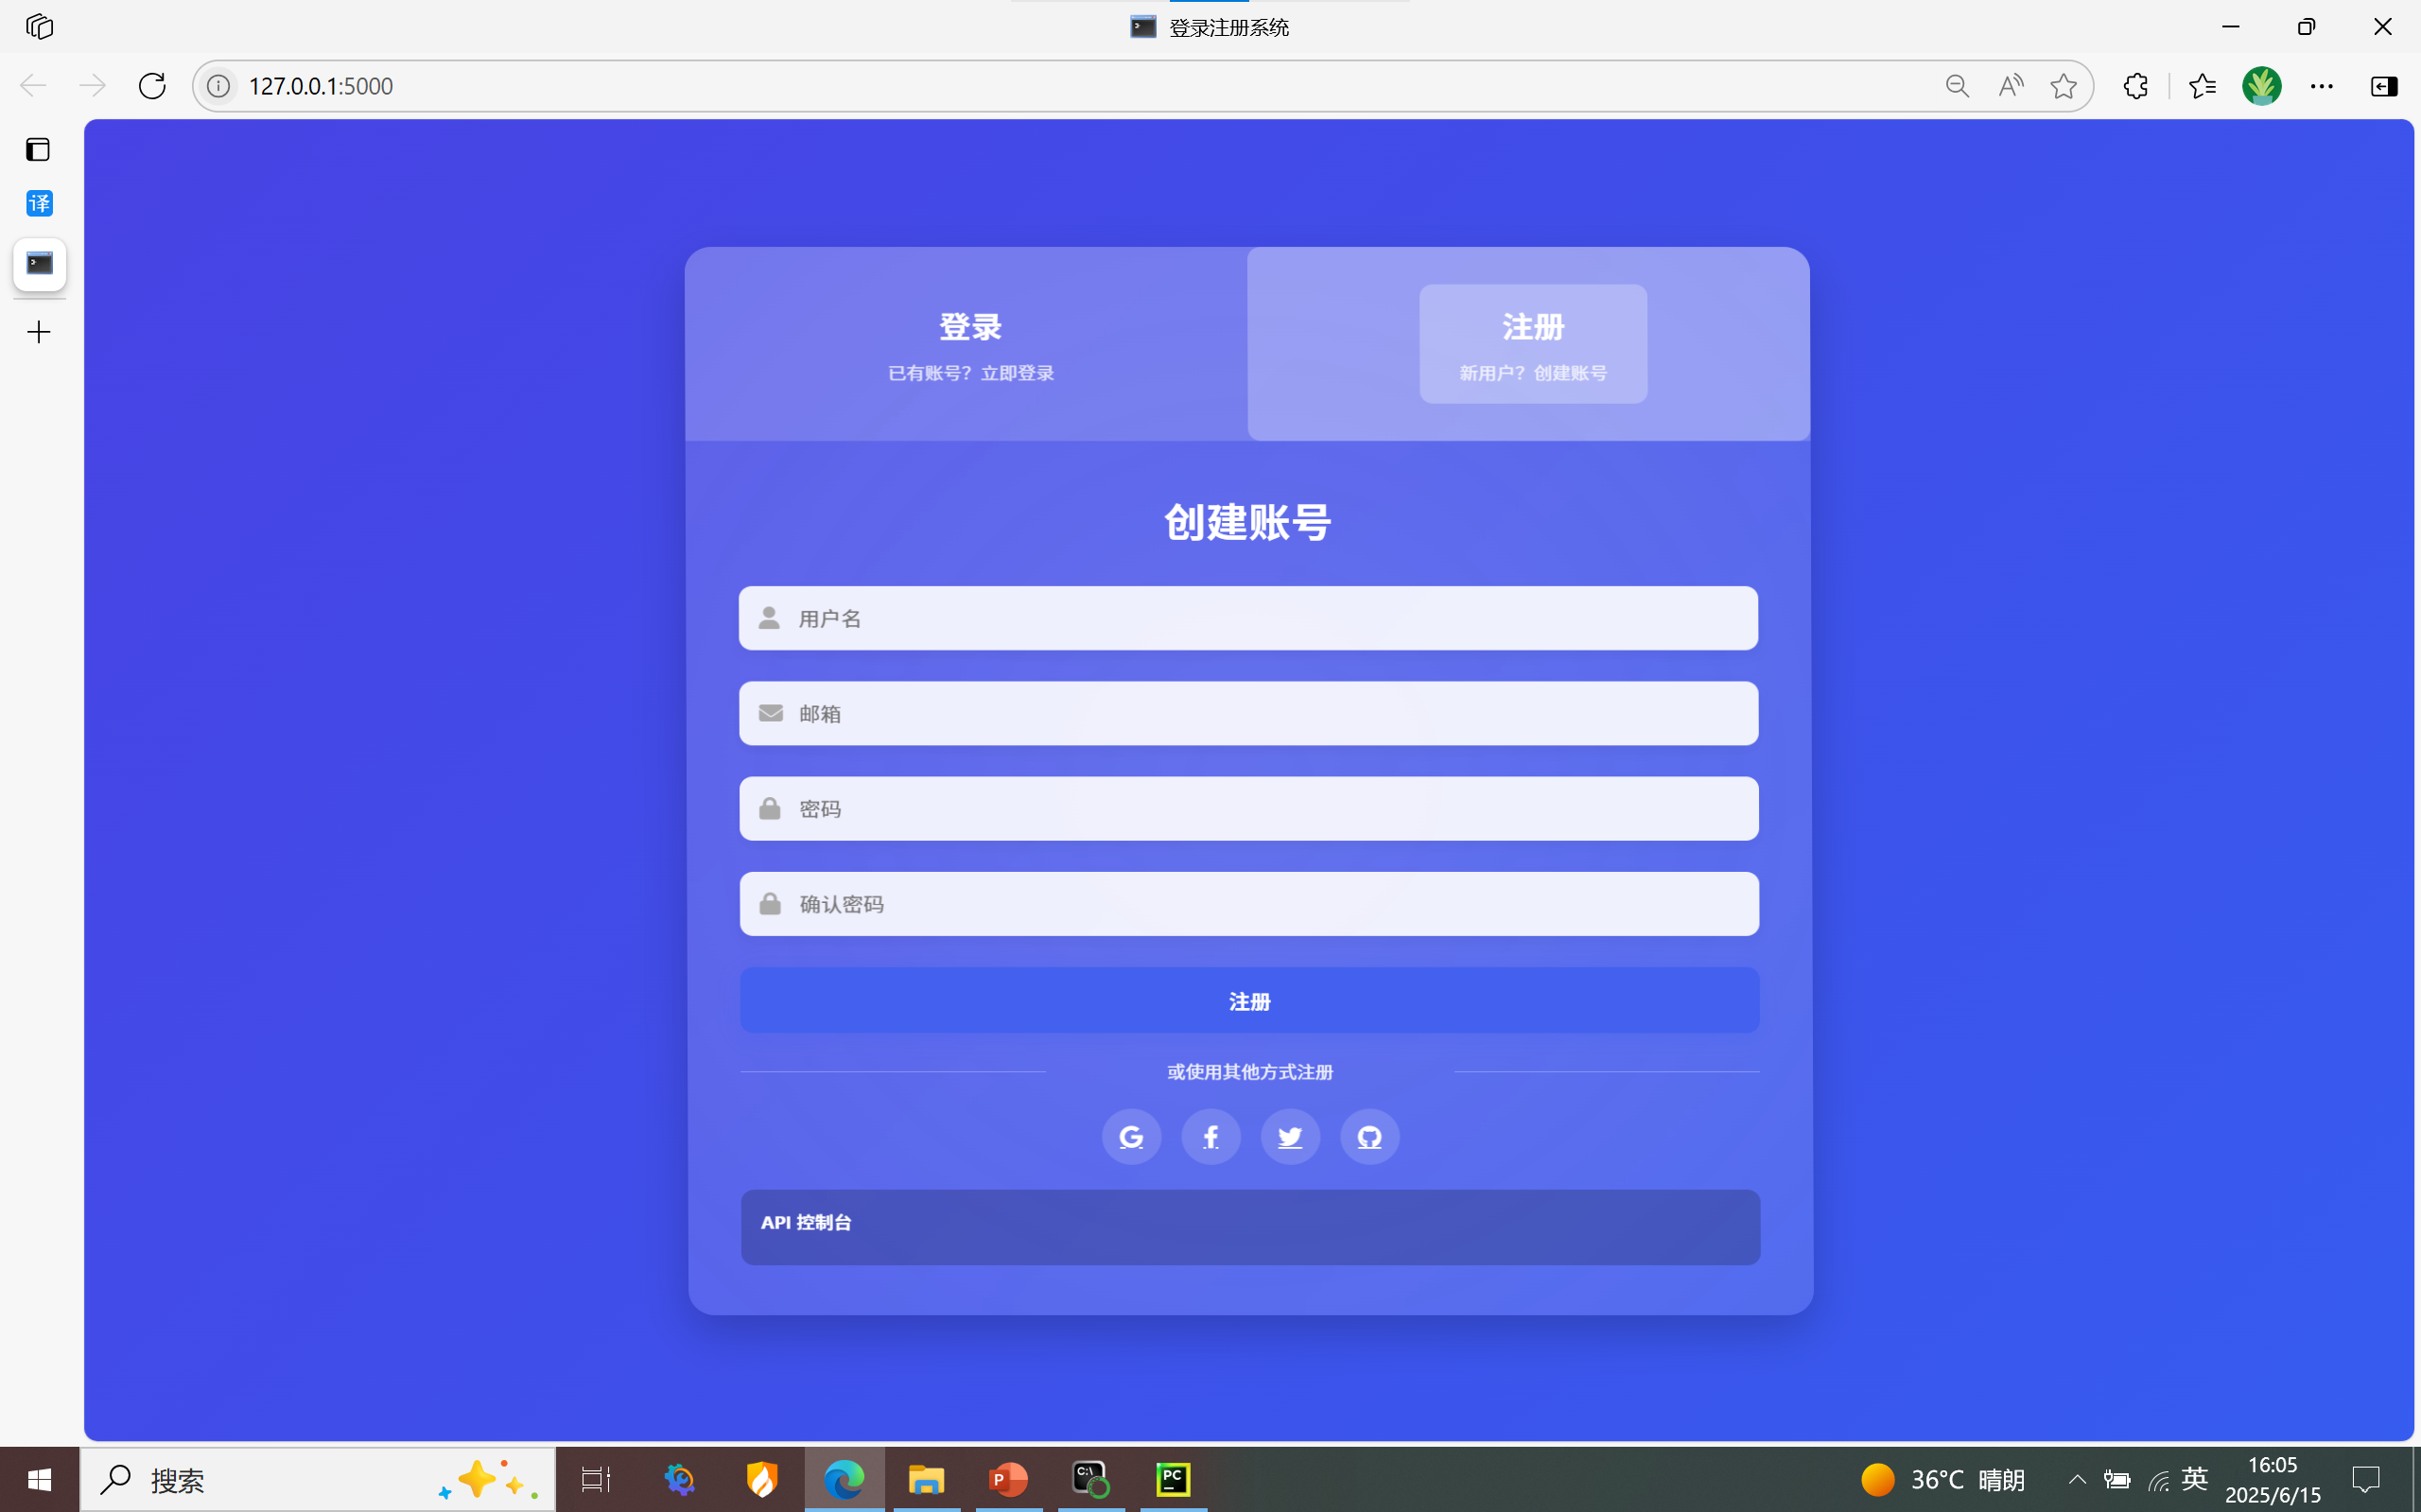 登录注册系统
127.0.0.1:5000
译
登录
已有账号？立即登录
注册
新用户？创建账号
创建账号
用户名
邮箱
密码
确认密码
注册
或使用其他方式注册
API 控制台
搜索
36°C 晴朗
英
16:05
2025/6/15